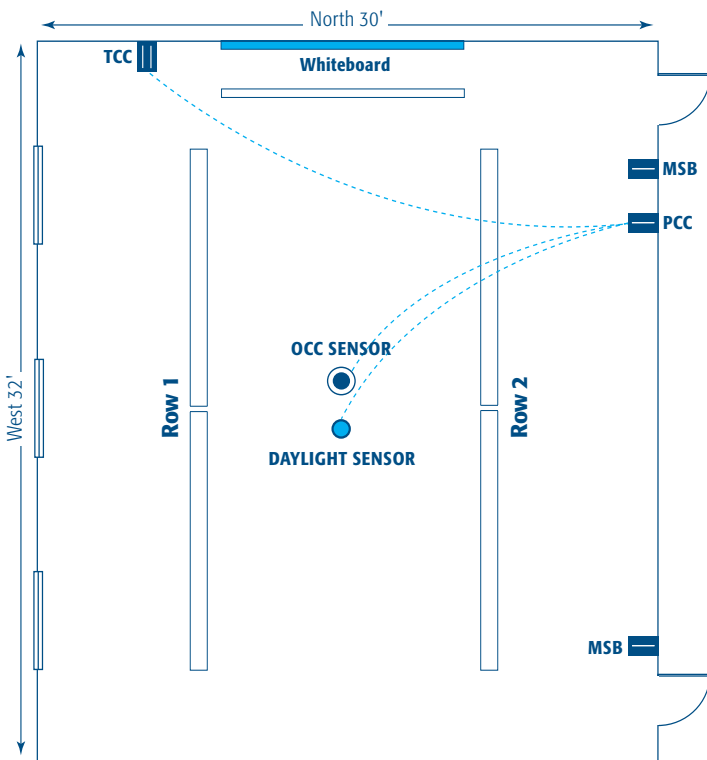 North 30'
TCC
Whiteboard
MSB
PCC
OCC SENSOR
West 32'
Row 1
Row 2
DAYLIGHT SENSOR
MSB